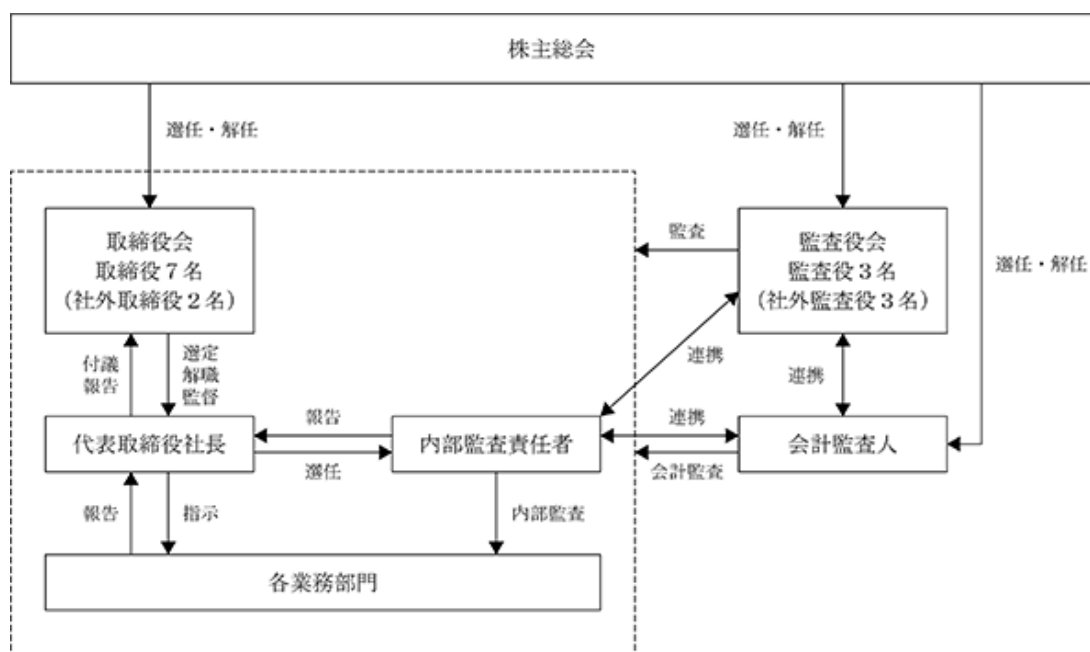 株主総会
選任・解任
選任・解任
選任・解任
取締役会
取締役7名
（社外取締役2名）
監査
監査役会
監査役3名
（社外監査役3名）
付議
報告
選定
解職
監督
連携
連携
代表取締役社長
報告
選任
内部監査責任者
連携
会計監査
会計監査人
報告
指示
内部監査
各業務部門